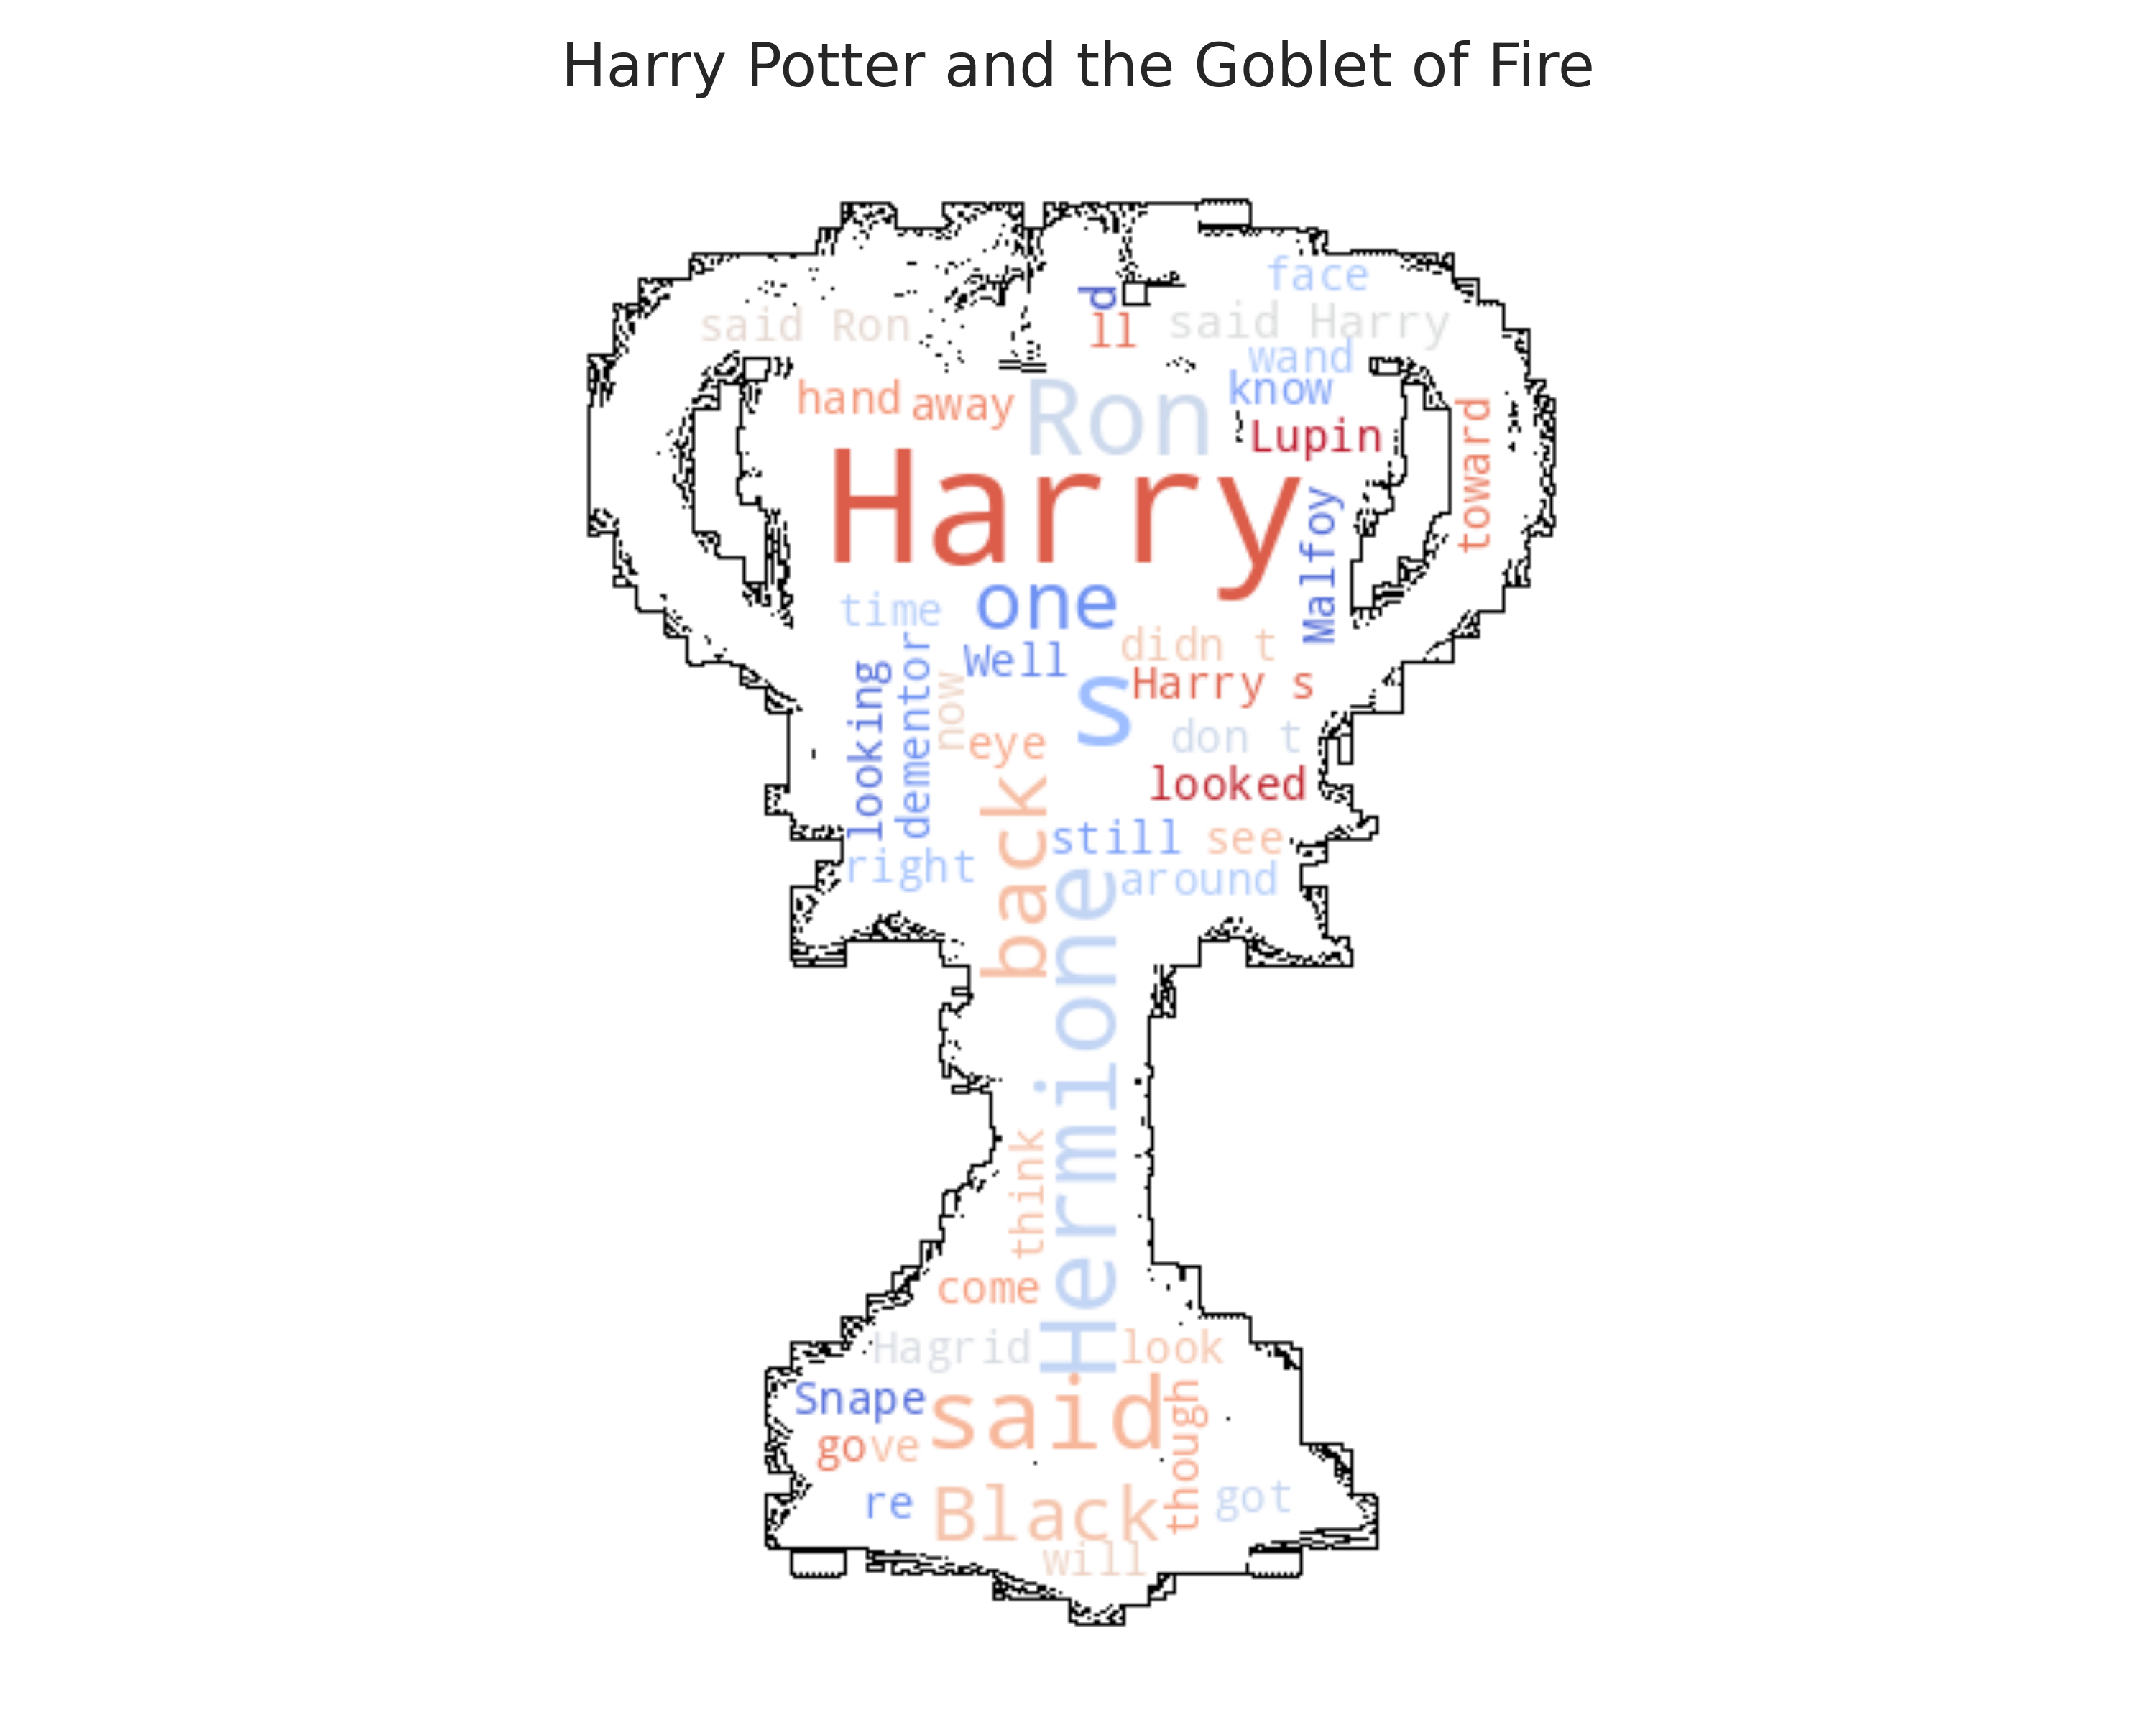 Harry Potter and the Goblet of Fire
face
d
ll
said Ron
said Harry
wand
hand
away
Ron
know
Lupin
toward
Harry
Malfoy
time
one
didn t
looking
dementor
now
Well
s
Harry s
eye
don t
back
looked
still
see
right
around
Hermione
think
come
Hagrid
look
Snape
said
though
go
ve
re
Black
got
will